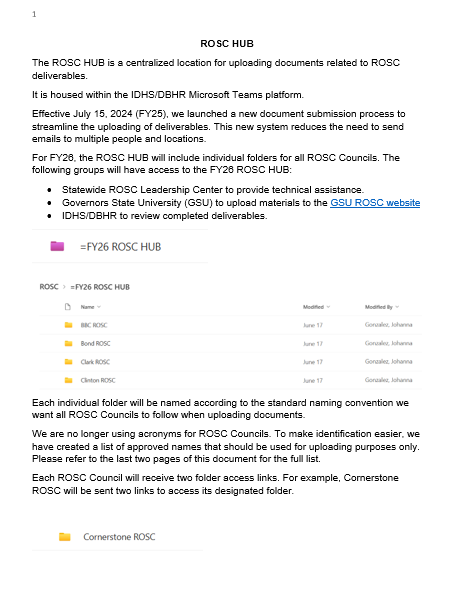 1
ROSC HUB
The ROSC HUB is a centralized location for uploading documents related to ROSC
deliverables.
It is housed within the IDHS/DBHR Microsoft Teams platform.
Effective July 15, 2024 (FY25), we launched a new document submission process to
streamline the uploading of deliverables. This new system reduces the need to send
emails to multiple people and locations.
For FY26, the ROSC HUB will include individual folders for all ROSC Councils. The
following groups will have access to the FY26 ROSC HUB:
• Statewide ROSC Leadership Center to provide technical assistance.
• Governors State University (GSU) to upload materials to the GSU ROSC website
• IDHS/DBHR to review completed deliverables.
=FY26 ROSC HUB
ROSC > =FY26 ROSC HUB
Name Modified Modified By
BBC ROSC June 17 Gonzalez, Johanna
Bond ROSC June 17 Gonzalez, Johanna
Clark ROSC June 17 Gonzalez, Johanna
Clinton ROSC June 17 Gonzalez, Johanna
Each individual folder will be named according to the standard naming convention we
want all ROSC Councils to follow when uploading documents.
We are no longer using acronyms for ROSC Councils. To make identification easier, we
have created a list of approved names that should be used for uploading purposes only.
Please refer to the last two pages of this document for the full list.
Each ROSC Council will receive two folder access links. For example, Cornerstone
ROSC will be sent two links to access its designated folder.
Cornerstone ROSC